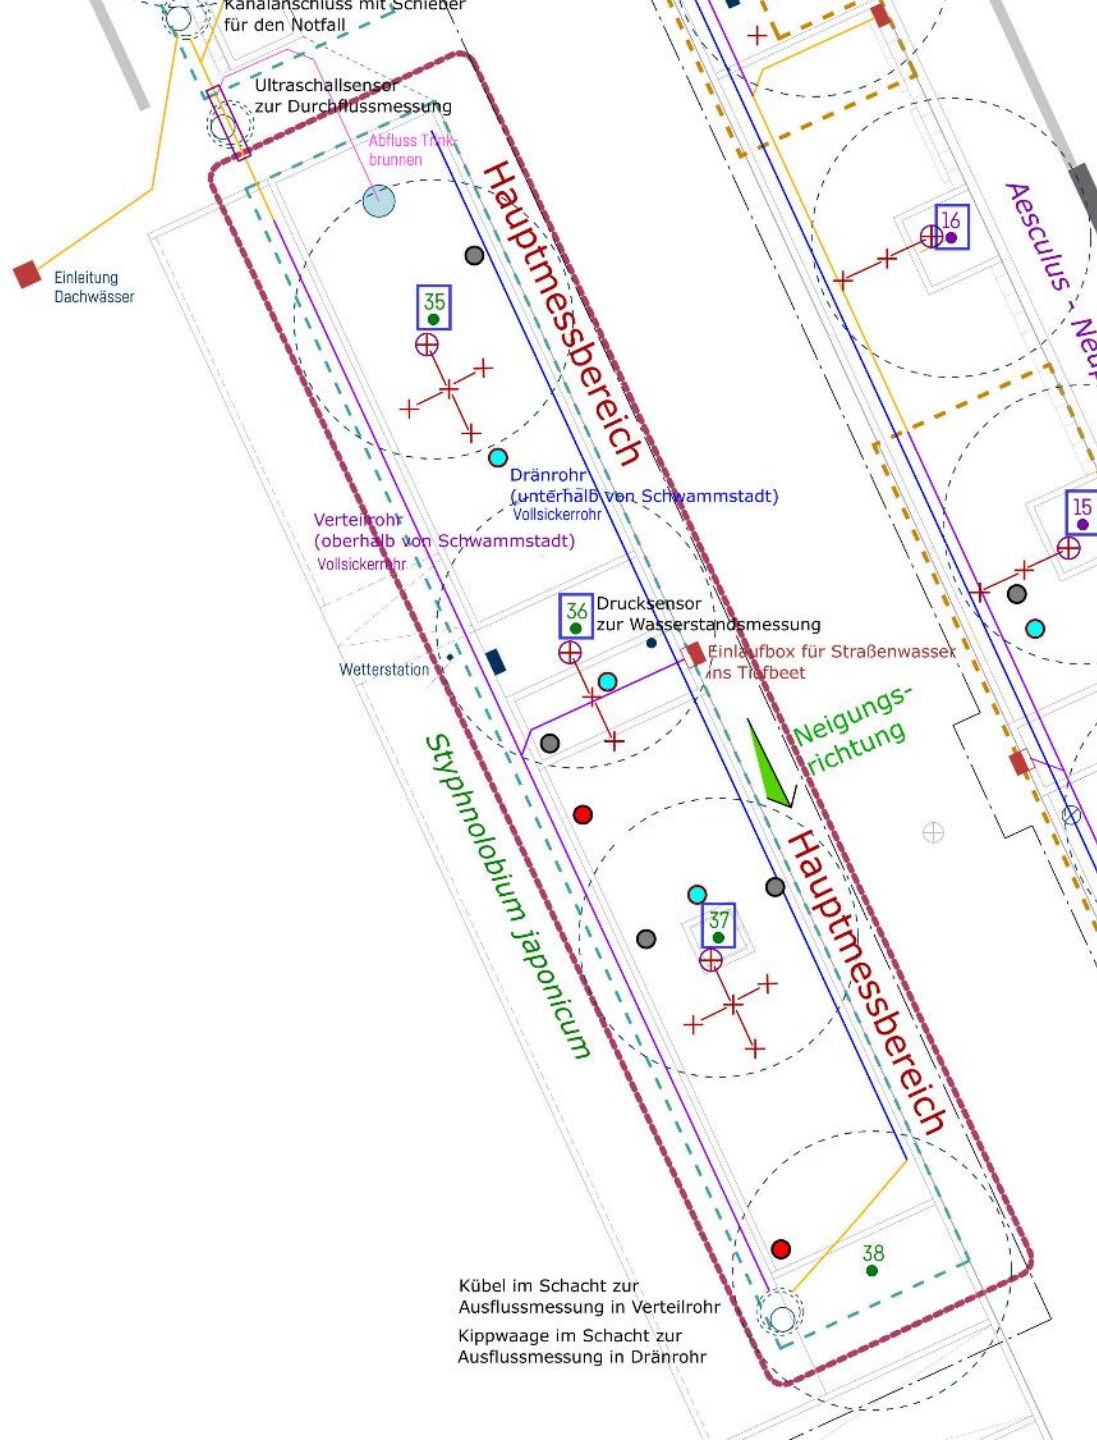 Kanalanschluss mit Schieber
für den Notfall
Ultraschallsensor
zur Durchflussmessung
Abfluss Trink-
brunnen
Einleitung
Dachwässer
Hauptmessbereich
35
16
Aesculus - Neup
Dränrohr
(unterhalb von Schwammstadt)
Vollsickerrohr
Verteilrohr
(oberhalb von Schwammstadt)
Vollsickerrohr
15
36
Drucksensor
zur Wasserstandsmessung
Einlaufbox für Straßenwasser
ins Tiefbeet
Wetterstation
Neigungs-
richtung
Styphnolobium japonicum
37
Hauptmessbereich
38
Kübel im Schacht zur
Ausflussmessung in Verteilrohr
Kippwaage im Schacht zur
Ausflussmessung in Dränrohr